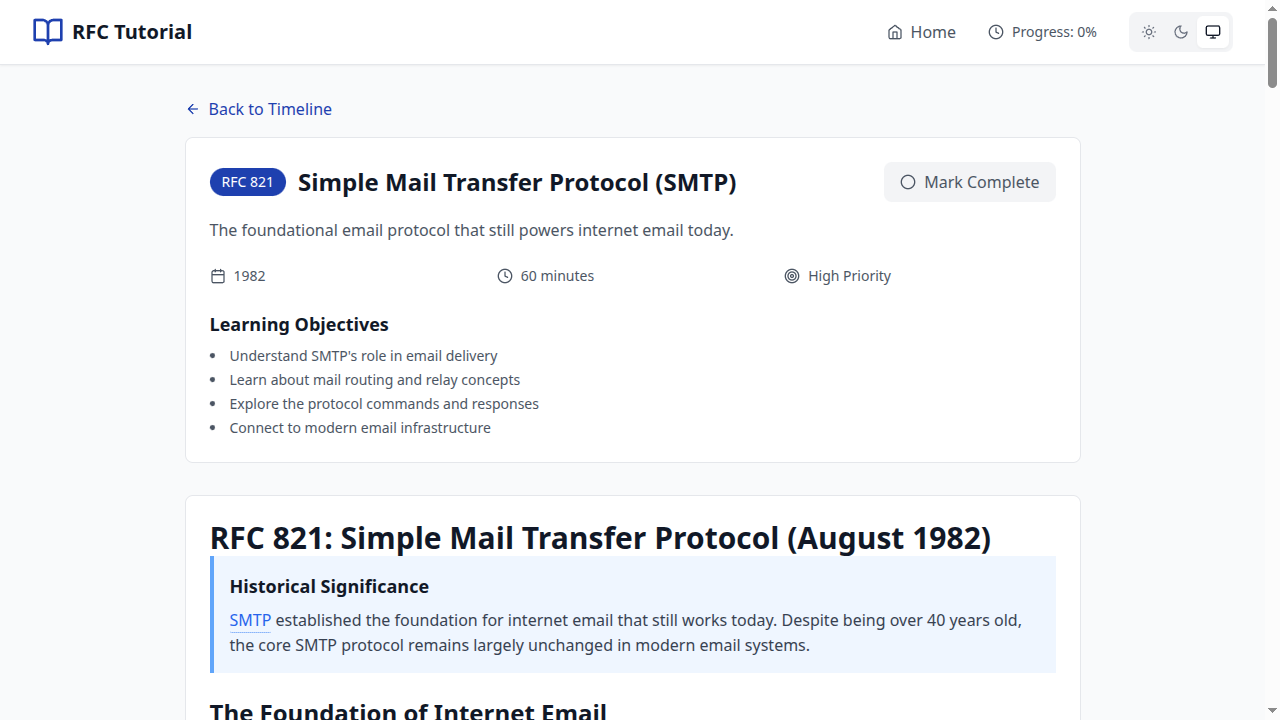 RFC Tutorial
Home
Progress: 0%
Back to Timeline
RFC 821
Simple Mail Transfer Protocol (SMTP)
Mark Complete
The foundational email protocol that still powers internet email today.
1982
60 minutes
High Priority
Learning Objectives
• Understand SMTP's role in email delivery
• Learn about mail routing and relay concepts
• Explore the protocol commands and responses
• Connect to modern email infrastructure
RFC 821: Simple Mail Transfer Protocol (August 1982)
Historical Significance
SMTP established the foundation for internet email that still works today. Despite being over 40 years old,
the core SMTP protocol remains largely unchanged in modern email systems.
The Foundation of Internet Email